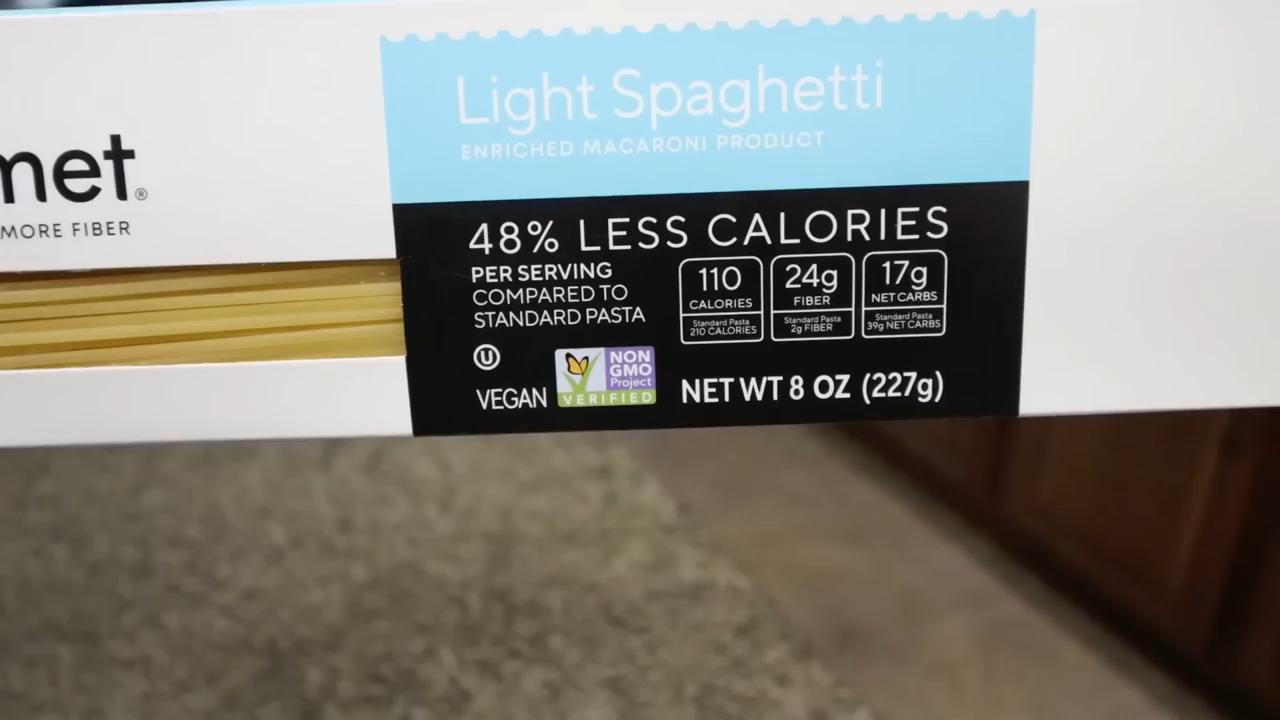 met®
MORE FIBER
Light Spaghetti
ENRICHED MACARONI PRODUCT
48% LESS CALORIES
PER SERVING
COMPARED TO
STANDARD PASTA
110
CALORIES
Standard Pasta
210 CALORIES
24g
FIBER
Standard Pasta
2g FIBER
17g
NET CARBS
Standard Pasta
39g NET CARBS
U
VEGAN
NON
GMO
Project
VERIFIED
NET WT 8 OZ (227g)